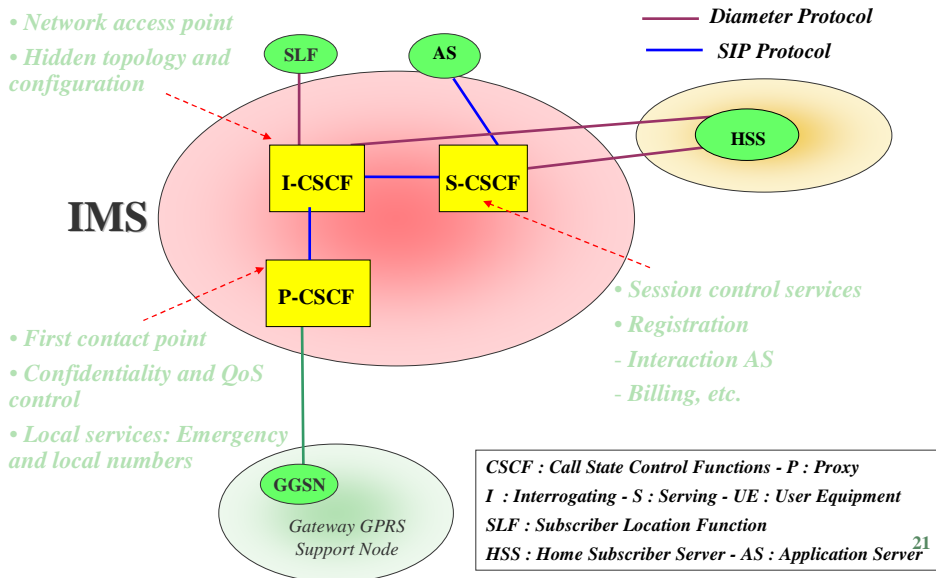 • Network access point
• Hidden topology and
configuration
SLF
AS
Diameter Protocol
SIP Protocol
HSS
I-CSCF
S-CSCF
IMS
P-CSCF
• Session control services
• Registration
- Interaction AS
- Billing, etc.
• First contact point
• Confidentiality and QoS
control
• Local services: Emergency
and local numbers
GGSN
Gateway GPRS
Support Node
CSCF : Call State Control Functions - P : Proxy
I : Interrogating - S : Serving - UE : User Equipment
SLF : Subscriber Location Function
HSS : Home Subscriber Server - AS : Application Server
21